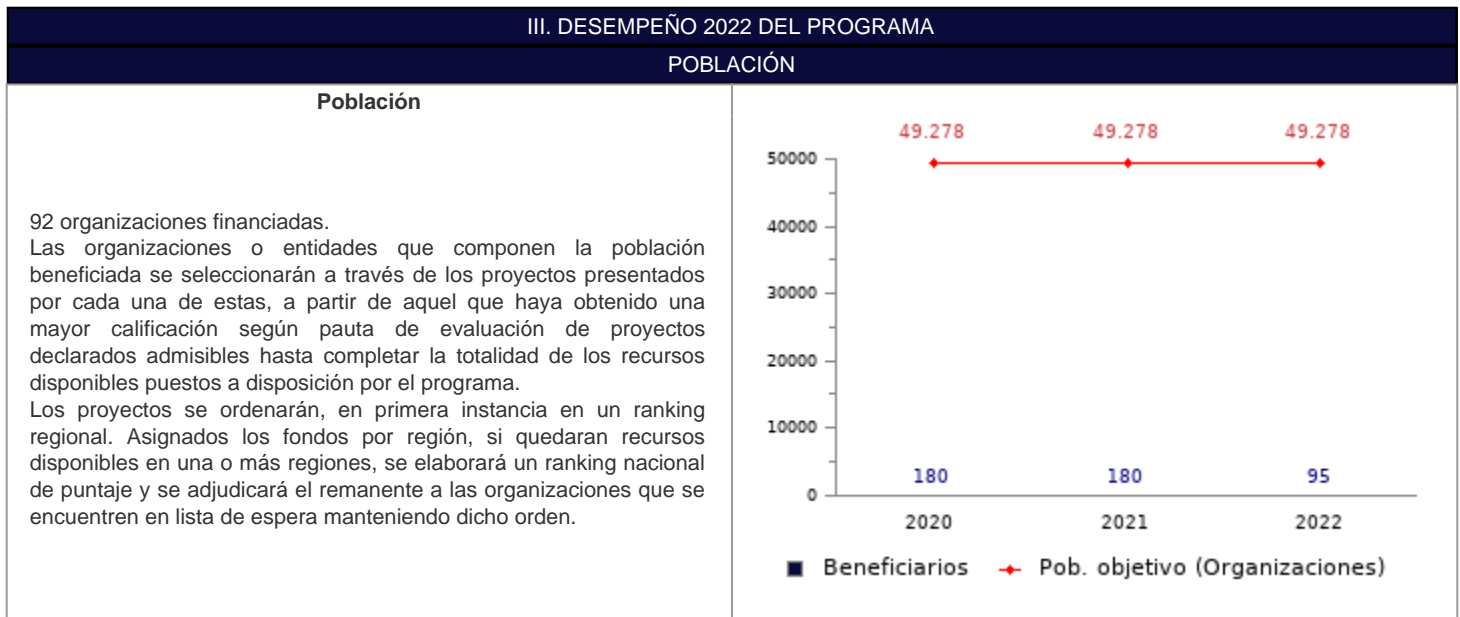 III. DESEMPEÑO 2022 DEL PROGRAMA
POBLACIÓN
Población
92 organizaciones financiadas.
Las organizaciones o entidades que componen la población
beneficiada se seleccionarán a través de los proyectos presentados
por cada una de estas, a partir de aquel que haya obtenido una
mayor calificación según pauta de evaluación de proyectos
declarados admisibles hasta completar la totalidad de los recursos
disponibles puestos a disposición por el programa.
Los proyectos se ordenarán, en primera instancia en un ranking
regional. Asignados los fondos por región, si quedaran recursos
disponibles en una o más regiones, se elaborará un ranking nacional
de puntaje y se adjudicará el remanente a las organizaciones que se
encuentren en lista de espera manteniendo dicho orden.
49.278 49.278 49.278
50000
40000
30000
20000
10000
180 180 95
0
2020 2021 2022
Beneficiarios Pob. objetivo (Organizaciones)